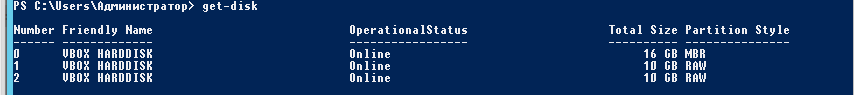 PS C:\Users\Администратор> get-disk
Number Friendly Name OperationalStatus Total Size Partition Style
------ ------------- ----------------- ---------- ---------------
0 VBOX HARDDISK Online 16 GB MBR
1 VBOX HARDDISK Online 10 GB RAW
2 VBOX HARDDISK Online 10 GB RAW